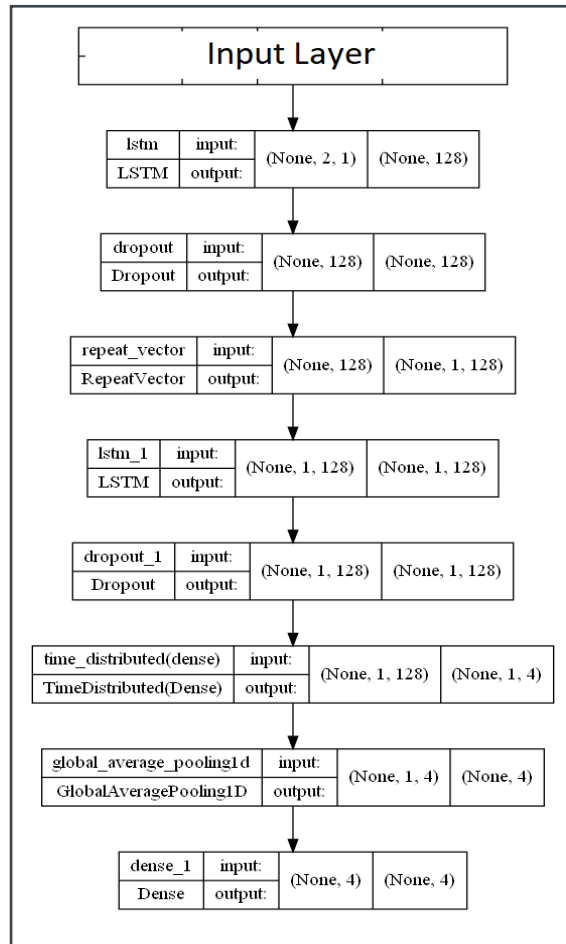 Input Layer
lstm input: (None, 2, 1) (None, 128)
LSTM output:
dropout input: (None, 128) (None, 128)
Dropout output:
repeat_vector input: (None, 128) (None, 1, 128)
RepeatVector output:
lstm_1 input: (None, 1, 128) (None, 1, 128)
LSTM output:
dropout_1 input: (None, 1, 128) (None, 1, 128)
Dropout output:
time_distributed(dense) input: (None, 1, 128) (None, 1, 4)
TimeDistributed(Dense) output:
global_average_pooling1d input: (None, 1, 4) (None, 4)
GlobalAveragePooling1D output:
dense_1 input: (None, 4) (None, 4)
Dense output: